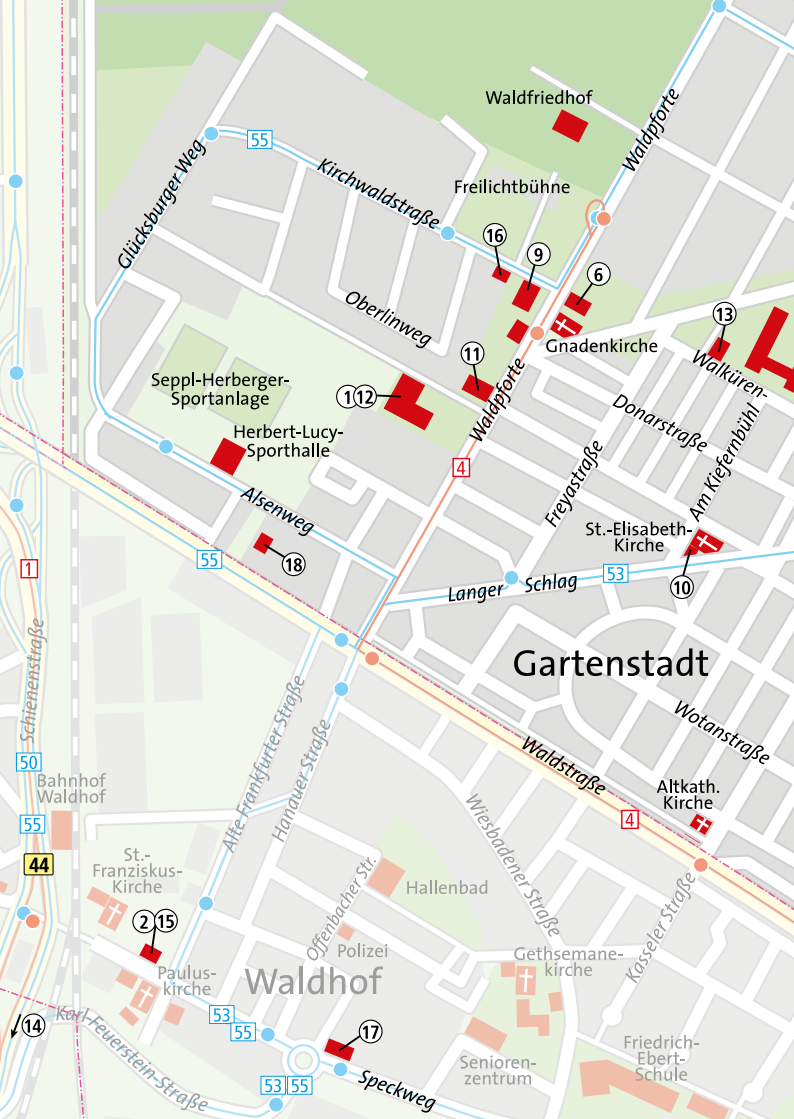 Waldfriedhof
Waldpforte
55
Glücksburger Weg
Kirchwaldstraße
Freilichtbühne
16
9
6
13
Oberlinweg
Gnadenkirche
11
Walküren-
Seppl-Herberger-
Sportanlage
1
12
Waldpforte
Donarstraße
Am Kiefernbühl
Herbert-Lucy-
Sporthalle
4
Freyastraße
Alsenweg
St.-Elisabeth-
Kirche
55
18
1
Langer Schlag
53
10
Gartenstadt
Schienenstraße
Alte Frankfurter Straße
Hanauer Straße
Wotanstraße
Waldstraße
50
Bahnhof
Waldhof
Altkath.
Kirche
55
4
Wiesbadener Straße
44
St.-
Franziskus-
Kirche
Offenbacher Str.
Hallenbad
Kasseler Straße
2
15
Polizei
Gethsemane-
kirche
Paulus-
kirche
Waldhof
14
Karl-Feuerstein-Straße
53
55
17
Senioren-
zentrum
Friedrich-
Ebert-
Schule
53
55
Speckweg